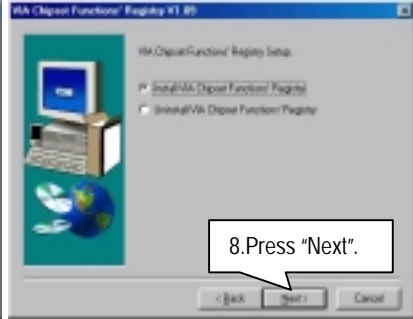 VIA Chipset Functions' Registry V1.09
VIA Chipset Functions' Registry Setup.
Install VIA Chipset Functions' Registry
Uninstall VIA Chipset Functions' Registry
8.Press “Next”.
< Back Next > Cancel